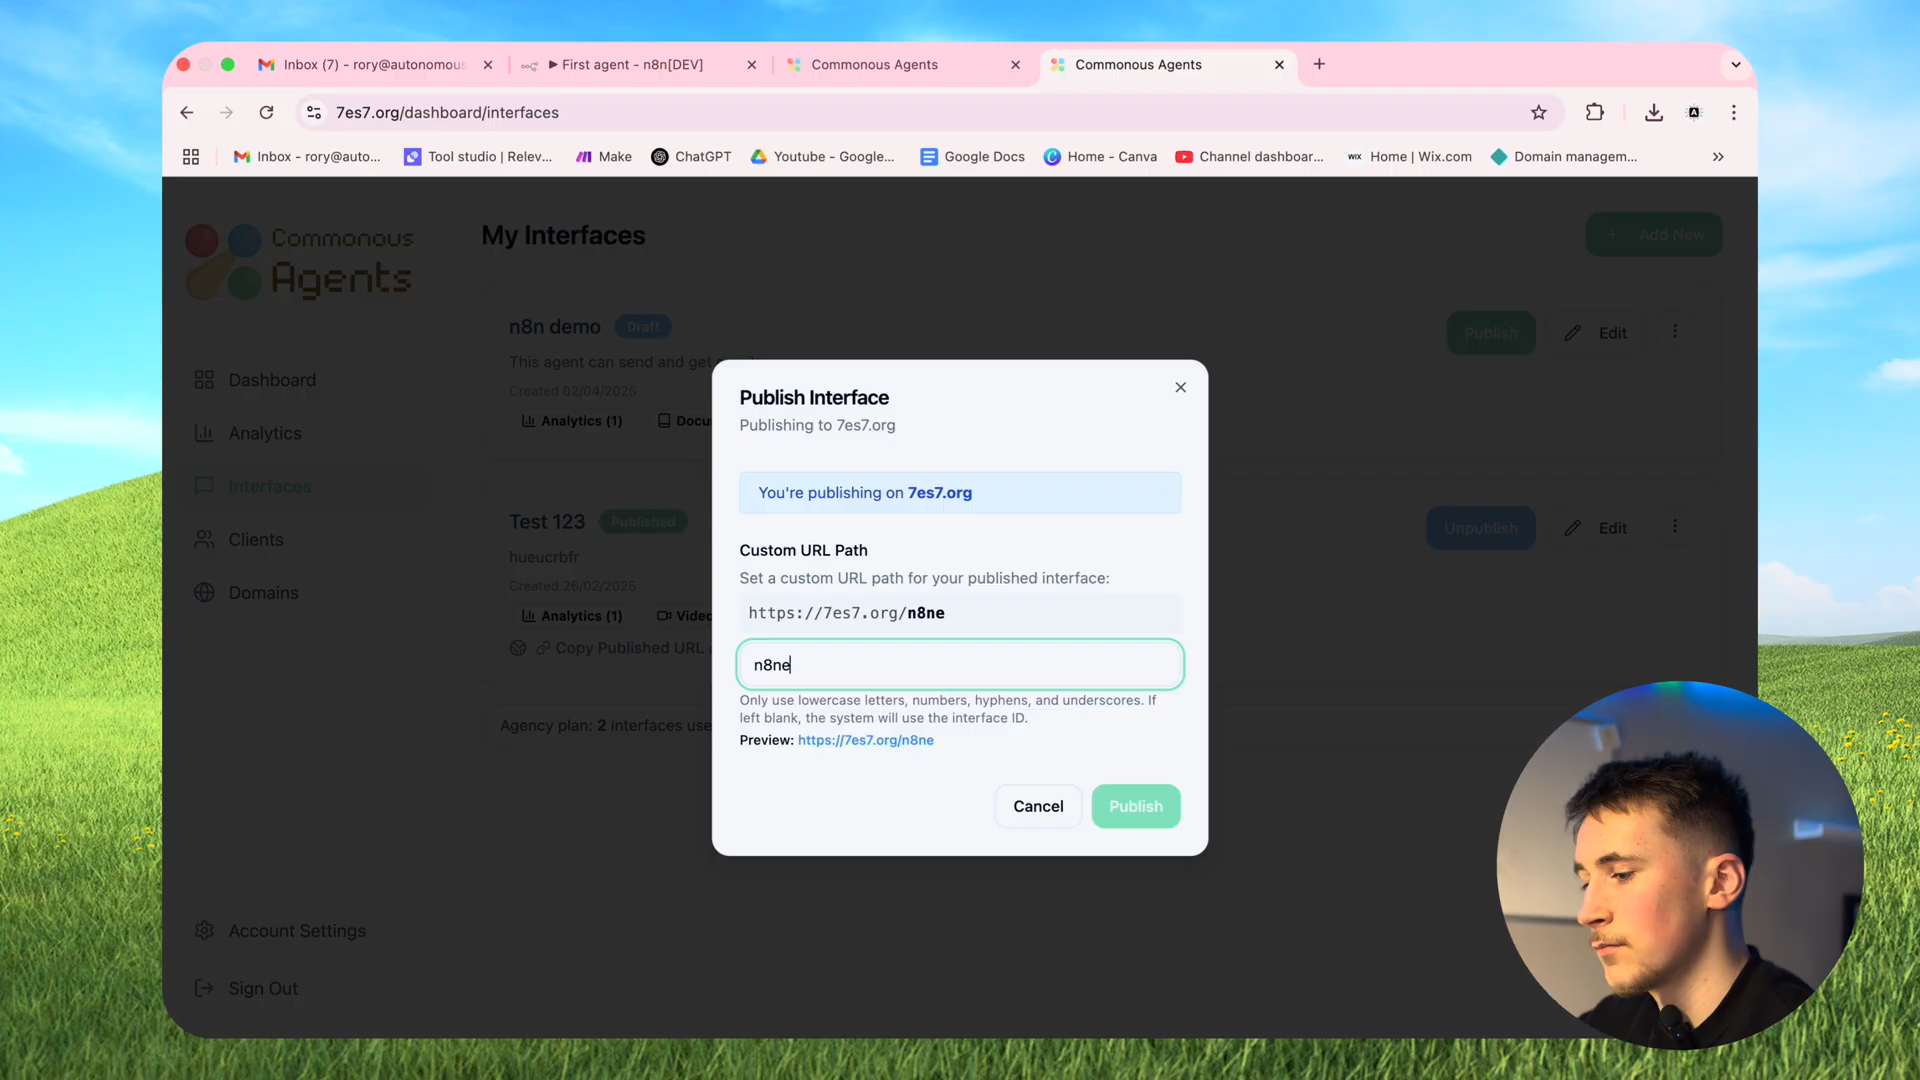 Inbox (7) - rory@autonomous
First agent - n8n[DEV]
Commonous Agents
Commonous Agents
7es7.org/dashboard/interfaces
Inbox - rory@auto...
Tool studio | Relev...
Make
ChatGPT
Youtube - Google...
Google Docs
Home - Canva
Channel dashboar...
WIX
Home | Wix.com
Domain managem...
Commonous
Agents
My Interfaces
+ Add New
n8n demo
Draft
Publish
Edit
This agent can send and get
Created 02/04/2025
Analytics (1)
Docu
Dashboard
Analytics
Interfaces
Clients
Domains
Test 123
Published
Unpublish
Edit
hueucrbfr
Created 26/02/2025
Analytics (1)
Video
Copy Published URL
Agency plan: 2 interfaces use
Publish Interface
Publishing to 7es7.org
You're publishing on 7es7.org
Custom URL Path
Set a custom URL path for your published interface:
https://7es7.org/n8ne
n8ne
Only use lowercase letters, numbers, hyphens, and underscores. If
left blank, the system will use the interface ID.
Preview: https://7es7.org/n8ne
Cancel
Publish
Account Settings
Sign Out